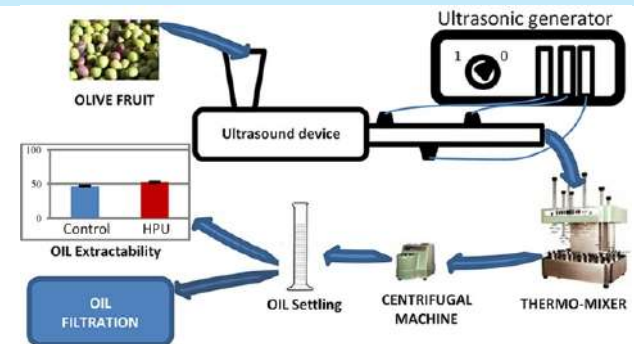 Ultrasonic generator
1 0
OLIVE FRUIT
Ultrasound device
100
50
0
Control HPU
OIL Extractability
OIL Settling
CENTRIFUGAL
MACHINE
THERMO-MIXER
OIL
FILTRATION